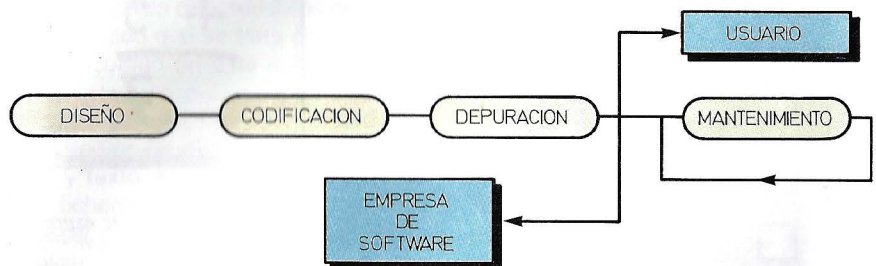 USUARIO
DISEÑO
CODIFICACION
DEPURACION
MANTENIMIENTO
EMPRESA
DE
SOFTWARE